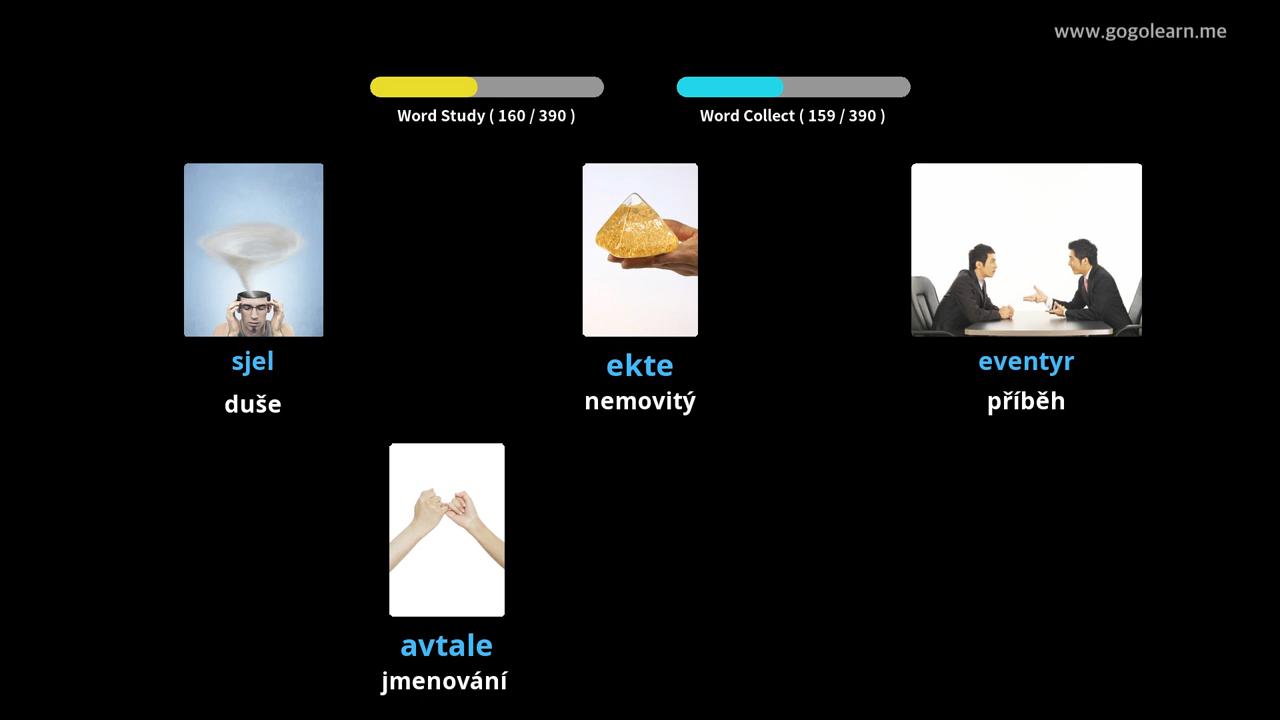 www.gogolearn.me
Word Study ( 160 / 390 )
Word Collect ( 159 / 390 )
sjel
duše
ekte
nemovitý
eventyr
příběh
avtale
jmenování